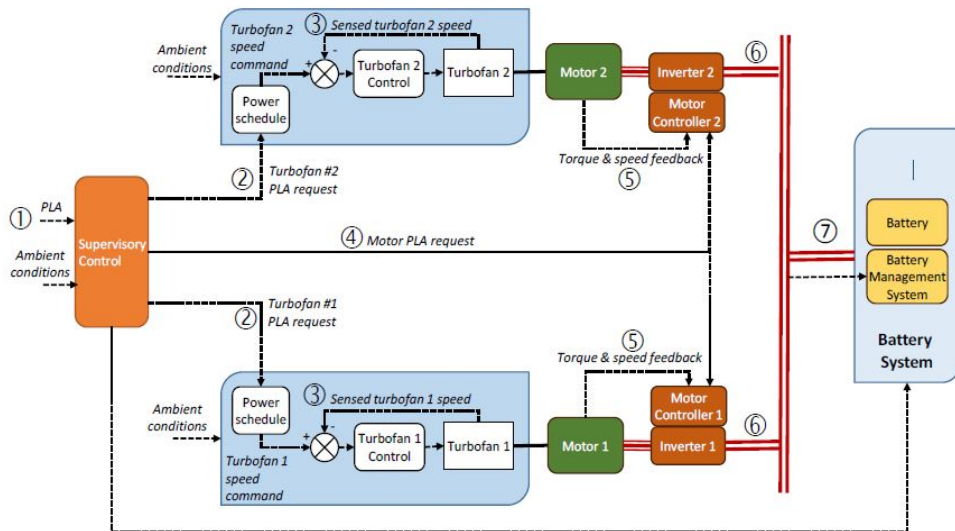 ③ Sensed turbofan 2 speed
Turbofan 2
speed
command
Ambient
conditions
+
-
Turbofan 2
Control
Turbofan 2
Power
schedule
Motor 2
Inverter 2
Motor
Controller 2
⑥
② Turbofan #2
PLA request
Torque & speed feedback
⑤
① PLA
Ambient
conditions
Supervisory
Control
④ Motor PLA request
⑦
Battery
Battery
Management
System
Battery
System
② Turbofan #1
PLA request
⑤
Torque & speed feedback
Ambient
conditions
Power
schedule
③ Sensed turbofan 1 speed
+
-
Turbofan 1
Control
Turbofan 1
Turbofan 1
speed
command
Motor 1
Motor
Controller 1
Inverter 1
⑥